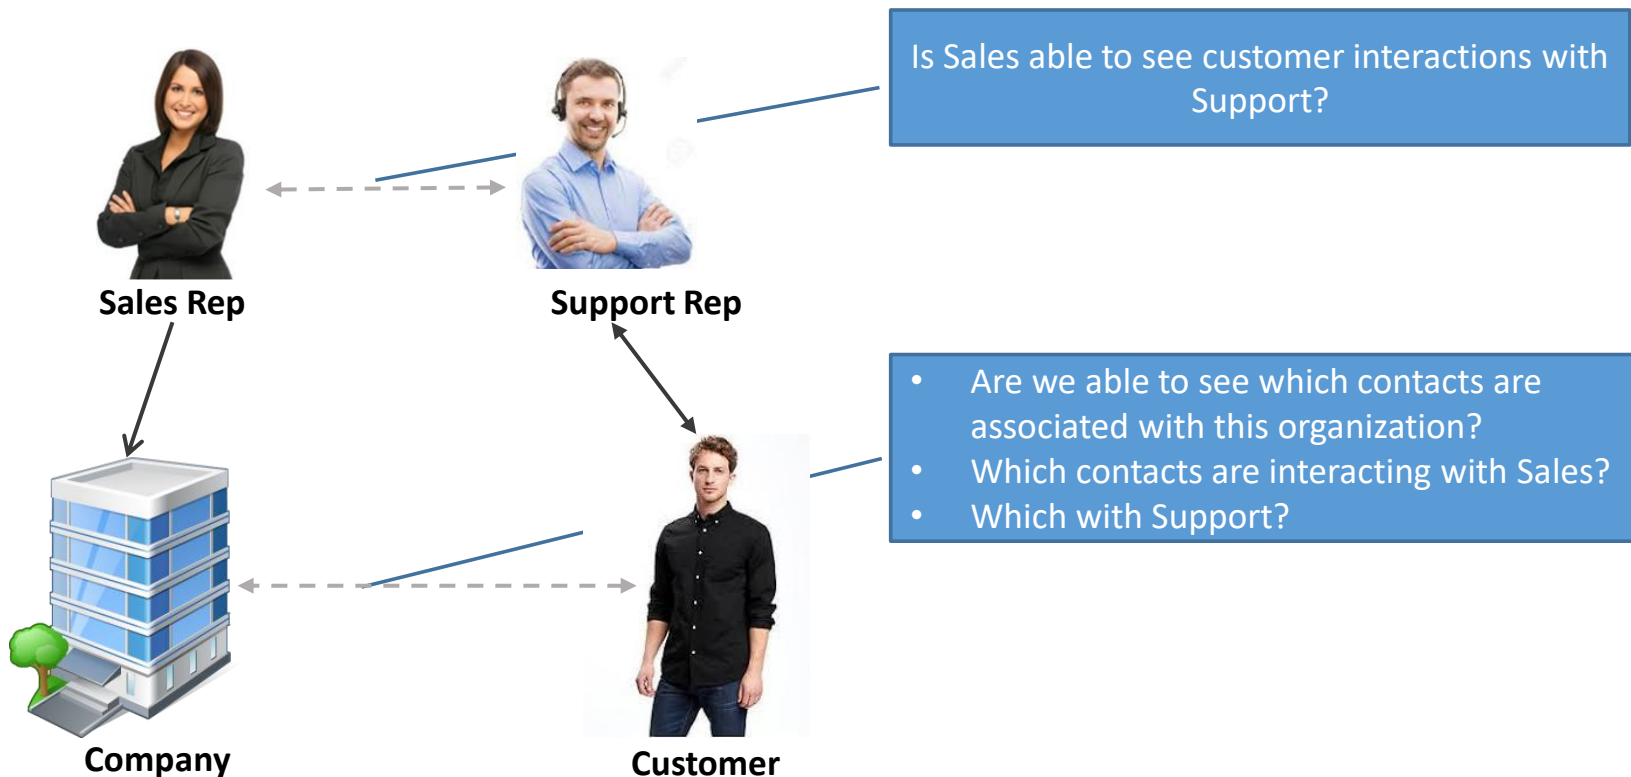 Is Sales able to see customer interactions with
Support?
Sales Rep
Support Rep
• Are we able to see which contacts are
associated with this organization?
• Which contacts are interacting with Sales?
• Which with Support?
Company
Customer